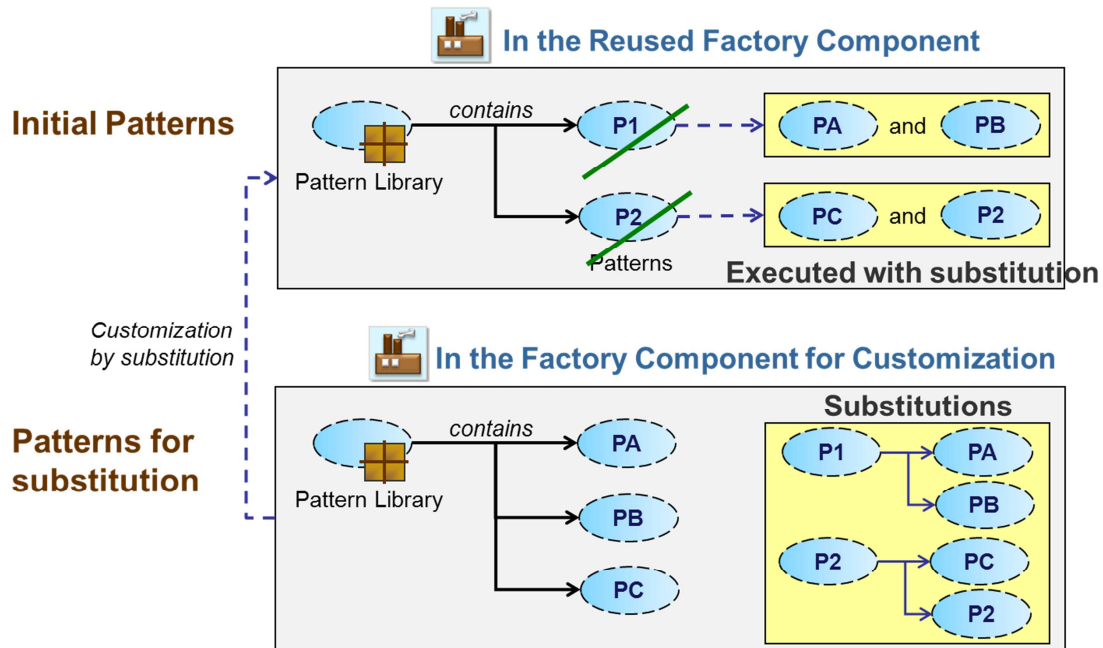 In the Reused Factory Component
Initial Patterns
contains
P1
PA and PB
Pattern Library
P2
PC and P2
Patterns
Executed with substitution
Customization
by substitution
In the Factory Component for Customization
Patterns for
substitution
contains
Pattern Library
PA
PB
PC
Substitutions
P1
PA
PB
P2
PC
P2